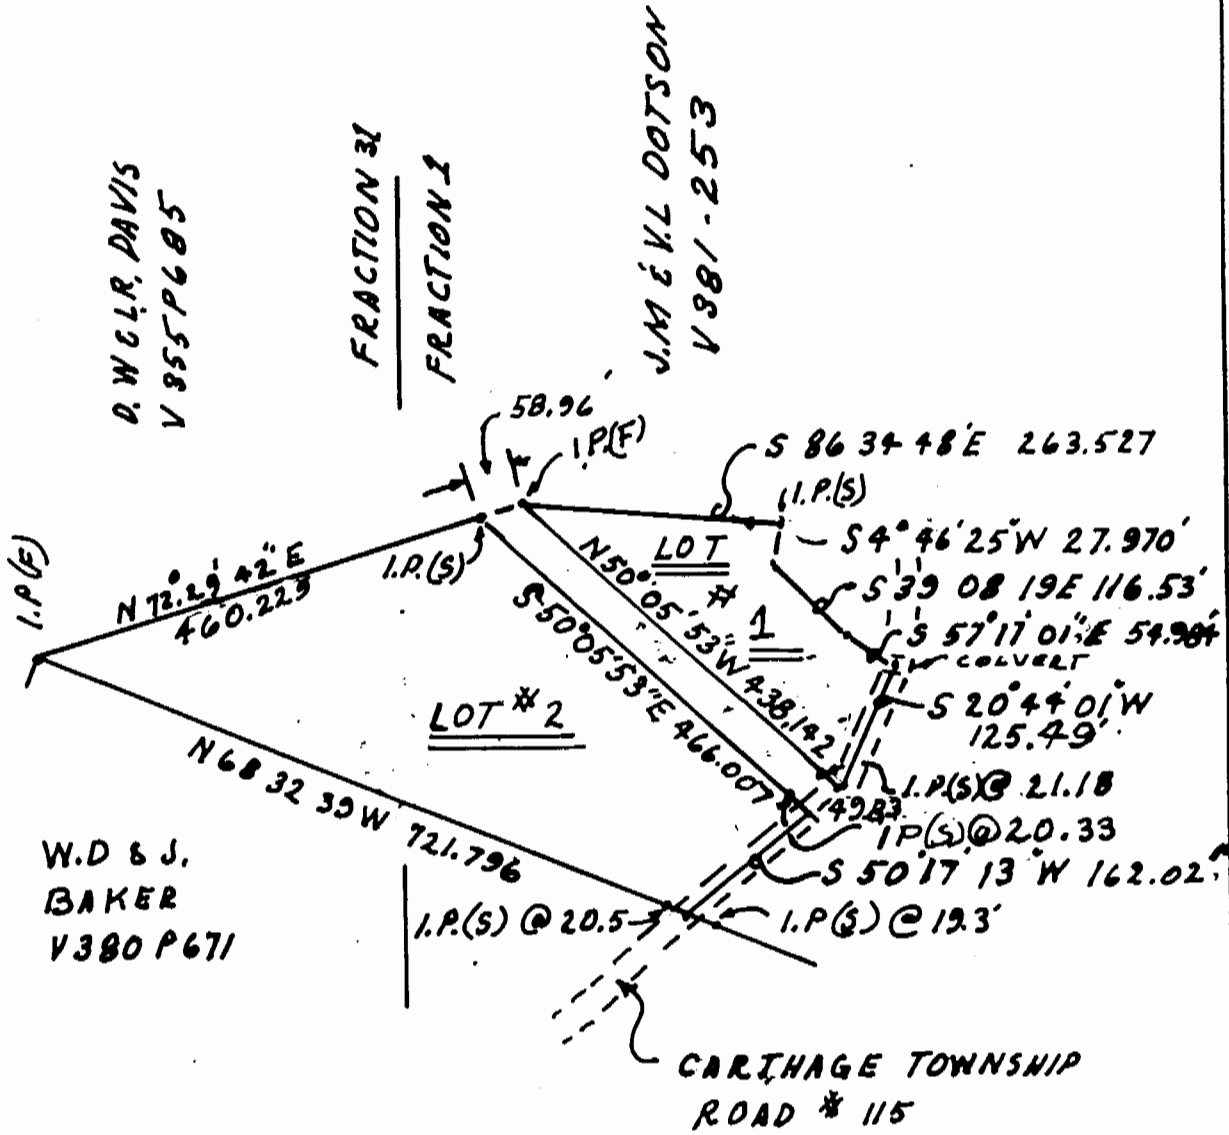 D. W & L.R. DAVIS
V 355 P 685
FRACTION 31
FRACTION 1
J.M & V.L DOTSON
V 381 - 253
58.96'
I.P.(F)
S 86 34 48"E 263.527
I.P.(S)
S 4° 46' 25" W 27.970'
S 39 08 19E 116.53'
S 57° 17' 01" E
COLVERT
S 20° 44' 01" W
125.49'
I.P.(S)@ 21.18
149.83
I P(S)@ 20.33
S 50° 17' 13" W 162.02'
I.P.(S) @ 19.3'
I.P.(S) @ 20.5
I.P.(F)
N 72° 29' 42" E
460.229
I.P.(S)
LOT
# 1
N 50° 05' 53" W 438.142'
S 50° 05' 53" E 466.007'
LOT # 2
N 68 32 39 W 721.796
W.D & J.
BAKER
V 380 P 671
CARTHAGE TOWNSHIP
ROAD # 115